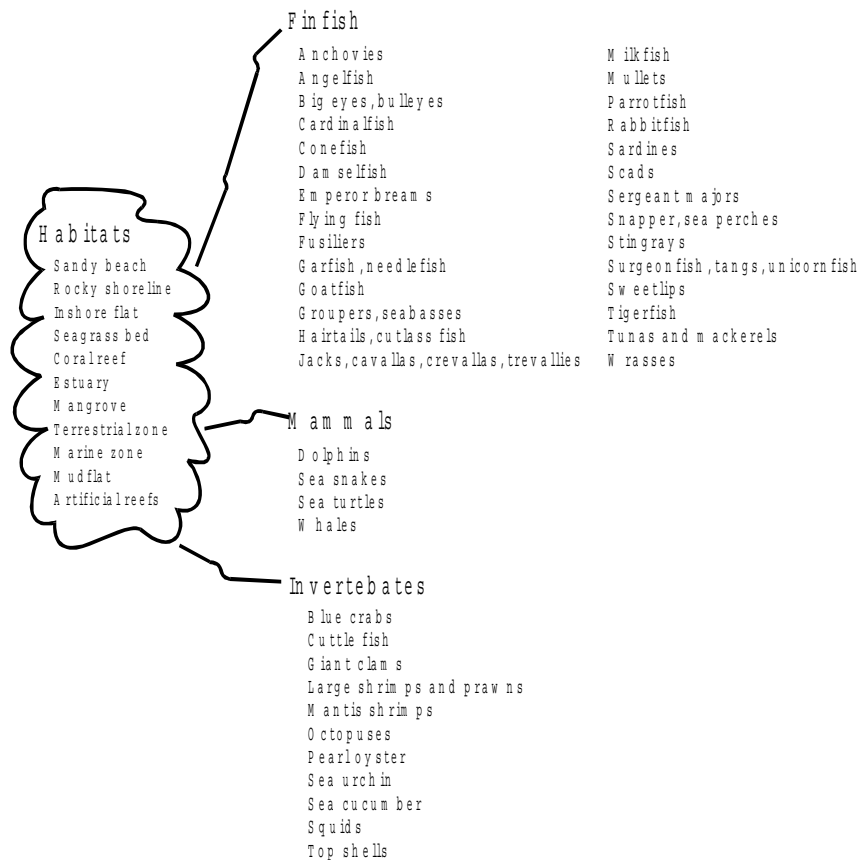 Finfish
Anchovies
Angelfish
Big eyes, bulleyes
Cardinalfish
Conefish
Damselfish
Emperor breams
Flying fish
Fusiliers
Garfish, needlefish
Goatfish
Groupers, seabasses
Hairtails, cutlass fish
Jacks, cavallas, crevallas, trevallies
Milkfish
Mullets
Parrotfish
Rabbitfish
Sardines
Scads
Sergeant majors
Snapper, sea perches
Stingrays
Surgeonfish, tangs, unicornfish
Sweetlips
Tigerfish
Tunas and mackerels
Wrasses
Habitats
Sandy beach
Rocky shoreline
Inshore flat
Seagrass bed
Coral reef
Estuary
Mangrove
Terrestrial zone
Marine zone
Mudflat
Artificial reefs
Mammals
Dolphins
Sea snakes
Sea turtles
Whales
Invertebates
Blue crabs
Cuttle fish
Giant clams
Large shrimps and prawns
Mantis shrimps
Octopuses
Pearl oyster
Sea urchin
Sea cucumber
Squids
Top shells